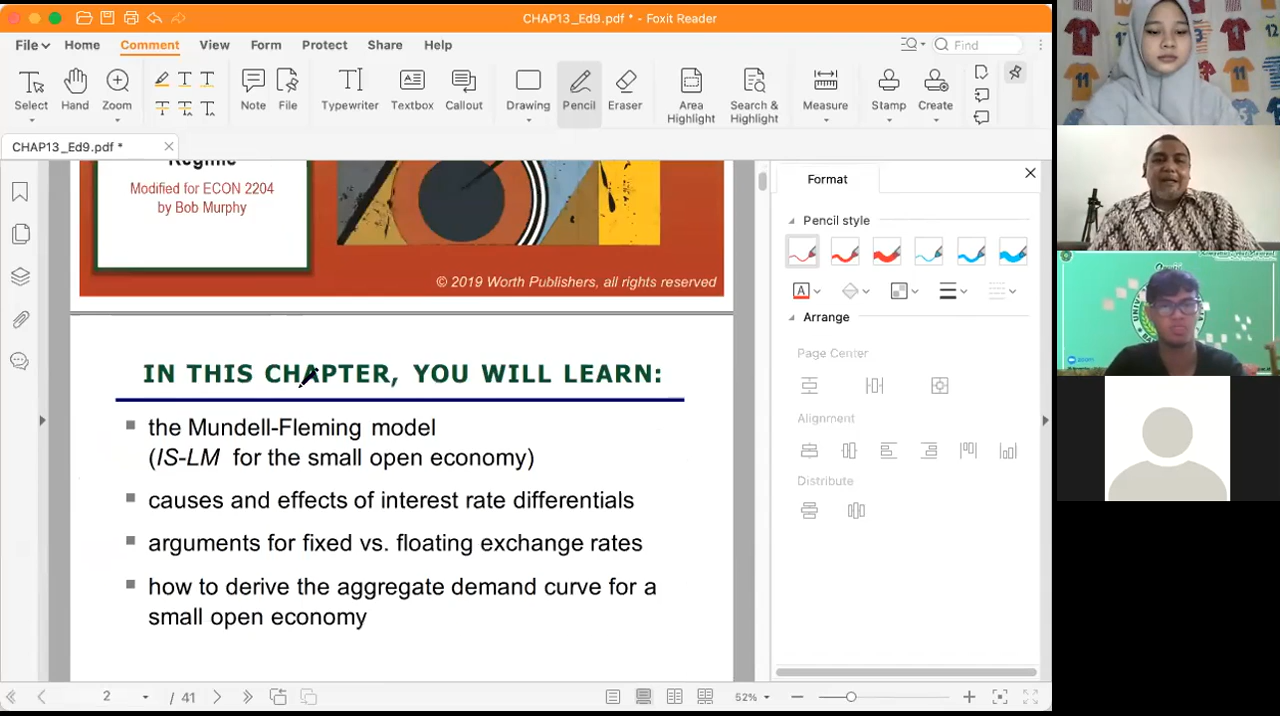 CHAP13_Ed9.pdf * - Foxit Reader
File Home Comment View Form Protect Share Help
Find
Select Hand Zoom Note File Typewriter Textbox Callout Drawing Pencil Eraser Area Highlight Search & Highlight Measure Stamp Create
CHAP13_Ed9.pdf *
Regime
Modified for ECON 2204
by Bob Murphy
© 2019 Worth Publishers, all rights reserved
IN THIS CHAPTER, YOU WILL LEARN:
the Mundell-Fleming model
(IS-LM for the small open economy)
causes and effects of interest rate differentials
arguments for fixed vs. floating exchange rates
how to derive the aggregate demand curve for a
small open economy
Format
Pencil style
Arrange
Page Center
Alignment
Distribute
2 / 41
52%